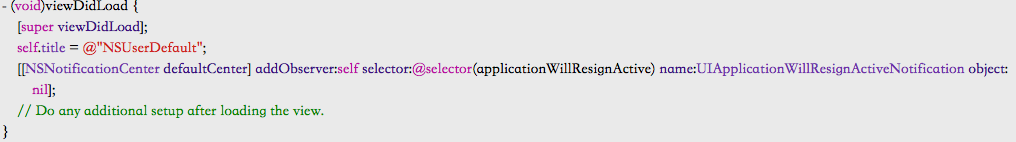 - (void)viewDidLoad {
[super viewDidLoad];
self.title = @"NSUserDefault";
[[NSNotificationCenter defaultCenter] addObserver:self selector:@selector(applicationWillResignActive) name:UIApplicationWillResignActiveNotification object:
nil];
// Do any additional setup after loading the view.
}